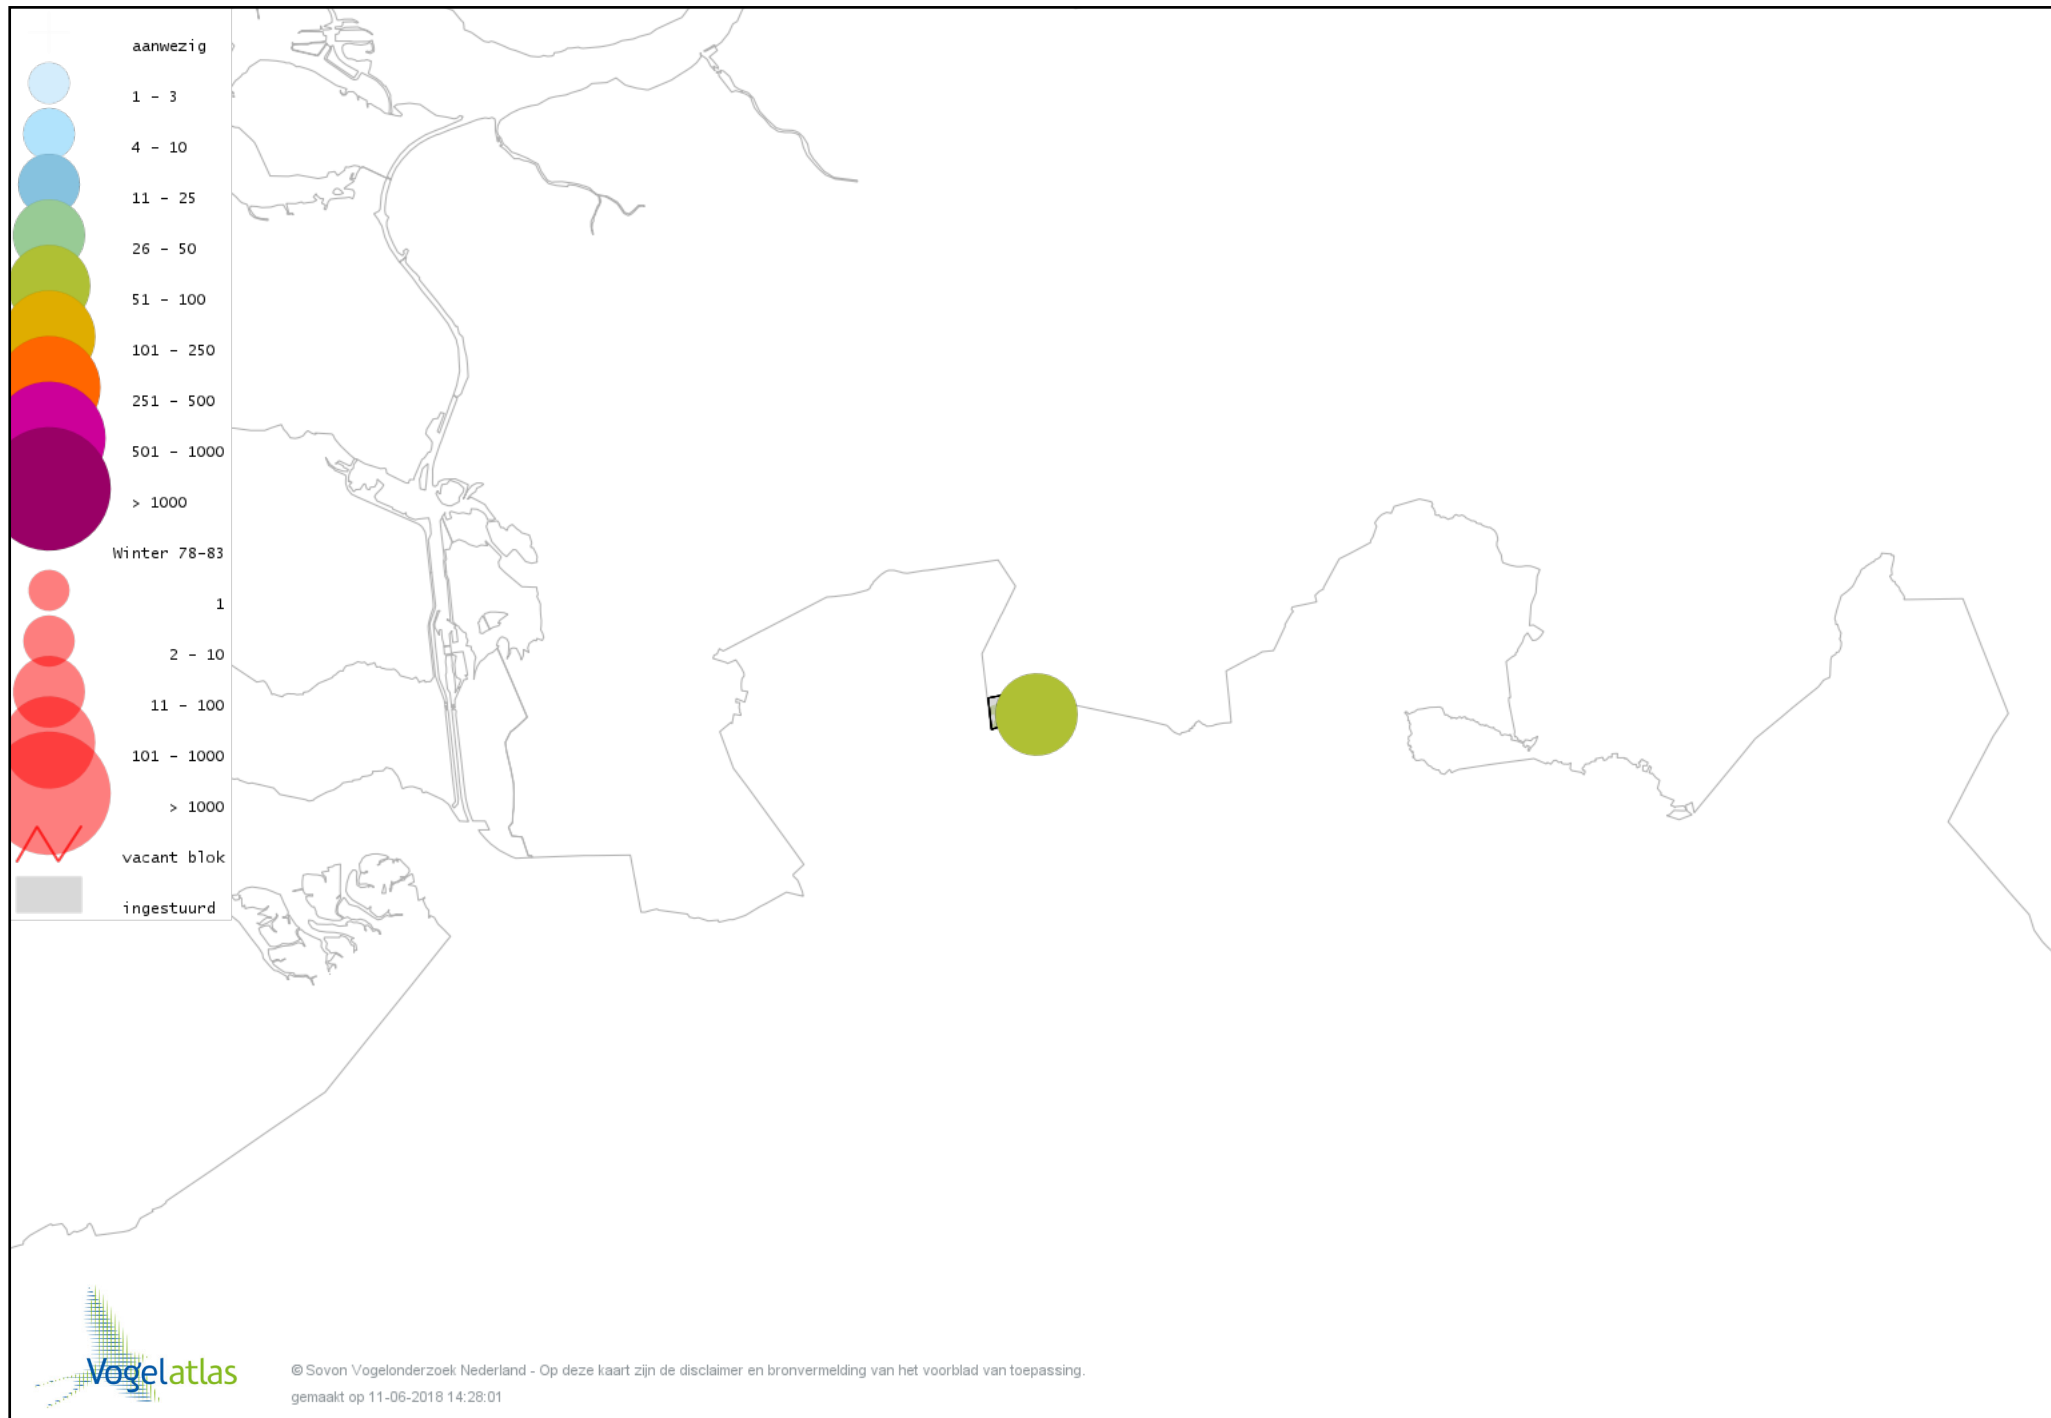 aanwezig
1 - 3
4 - 10
11 - 25
26 - 50
51 - 100
101 - 250
251 - 500
501 - 1000
> 1000
Winter 78-83
1
2 - 10
11 - 100
101 - 1000
> 1000
vacant blok
ingestuurd
Vogelatlas
© Sovon Vogelonderzoek Nederland - Op deze kaart zijn de disclaimer en bronvermelding van het voorblad van toepassing.
gemaakt op 11-06-2018 14:28:01